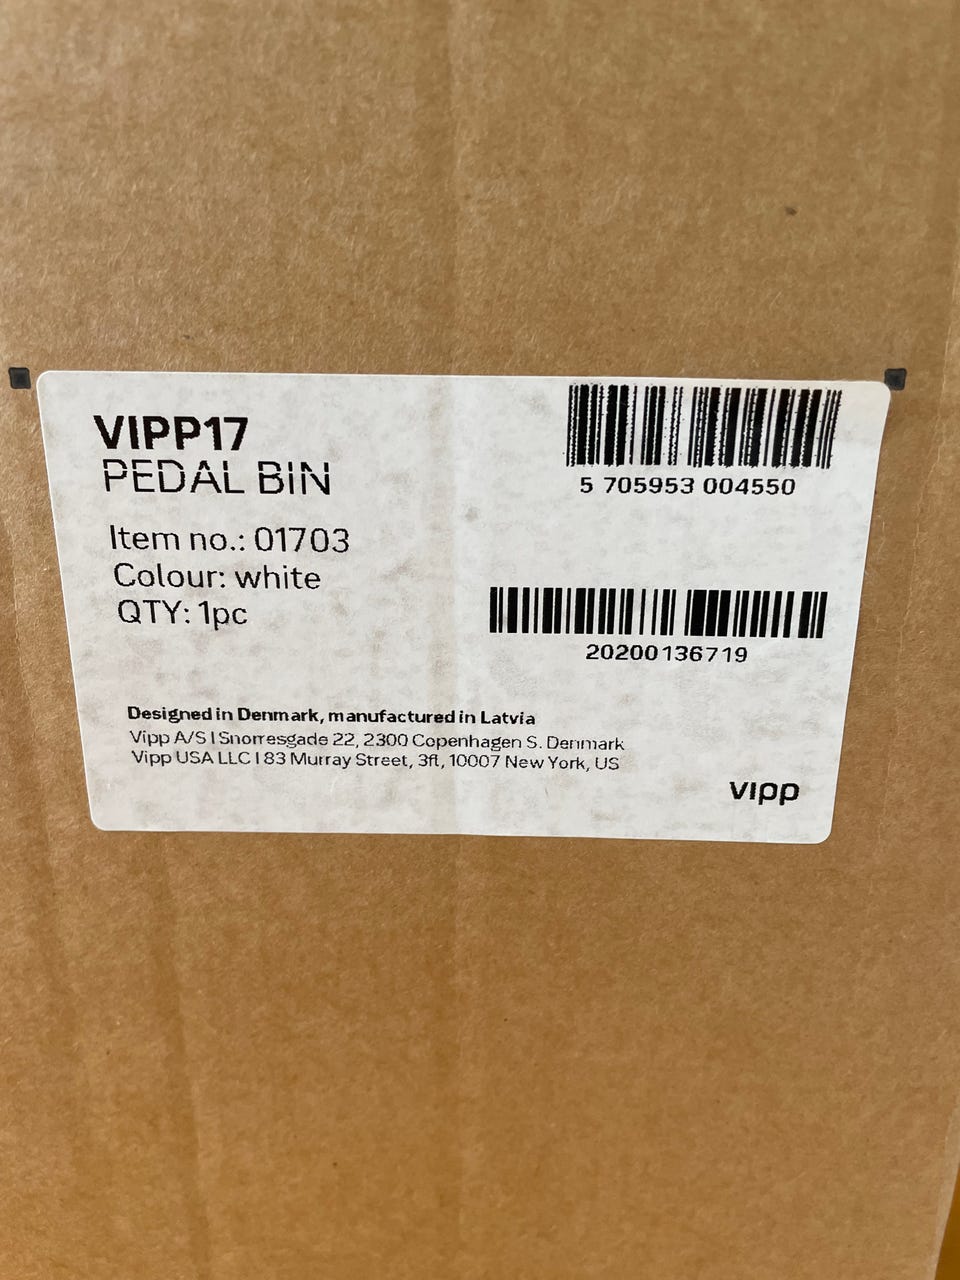 VIPP17
PEDAL BIN
Item no.: 01703
Colour: white
QTY: 1pc
5 705953 004550
20200136719
Designed in Denmark, manufactured in Latvia
Vipp A/S | Snorresgade 22, 2300 Copenhagen S. Denmark
Vipp USA LLC | 83 Murray Street, 3ft, 10007 New York, US
vipp